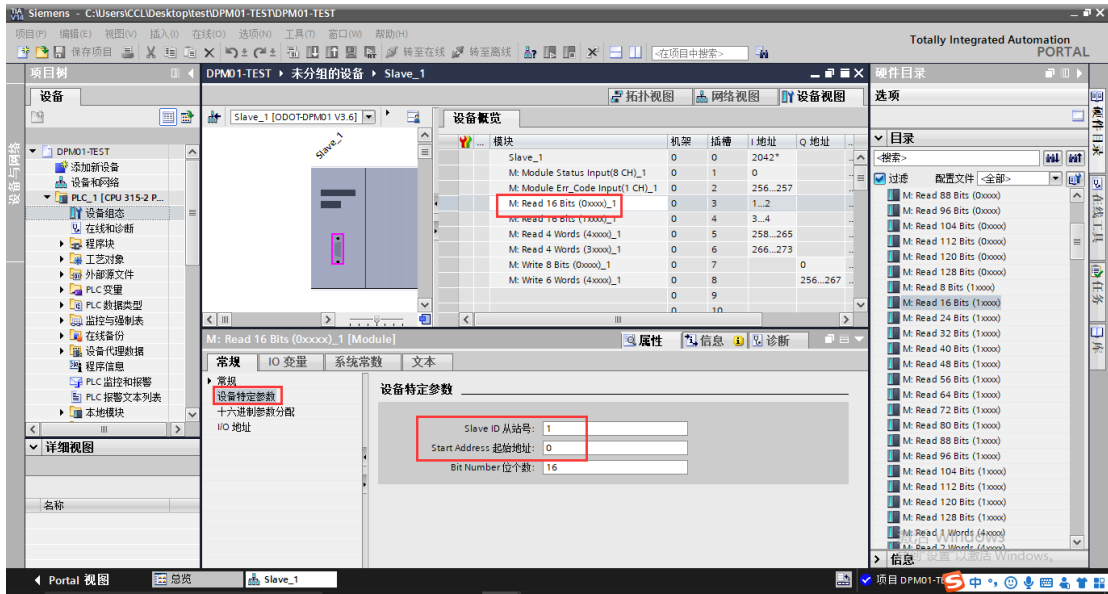 Siemens - C:\Users\CCL\Desktop\test\DPM01-TEST\DPM01-TEST
项目(P) 编辑(E) 视图(V) 插入(I) 在线(O) 选项(N) 工具(T) 窗口(W) 帮助(H)
Totally Integrated Automation
PORTAL
保存项目 转至在线 转至离线 <在项目中搜索>
项目树
DPM01-TEST 未分组的设备 Slave_1
硬件目录
设备
拓扑视图 网络视图 设备视图
选项
Slave_1 [ODOT-DPM01 V3.6]
设备概览
Slave_1
模块 机架 插槽 I 地址 Q 地址
Slave_1 0 0 2042*
M: Module Status Input(8 CH)_1 0 1 0
M: Module Err_Code Input(1 CH)_1 0 2 256...257
M: Read 16 Bits (0xxxx)_1 0 3 1...2
M: Read 16 Bits (1xxxx)_1 0 4 3...4
M: Read 4 Words (4xxxx)_1 0 5 258...265
M: Read 4 Words (3xxxx)_1 0 6 266...273
M: Write 8 Bits (0xxxx)_1 0 7 0
M: Write 6 Words (4xxxx)_1 0 8 256...267
0 9
0 10
DPM01-TEST
添加新设备
设备和网络
PLC_1 [CPU 315-2 P...
设备组态
在线和诊断
程序块
工艺对象
外部源文件
PLC 变量
PLC 数据类型
监控与强制表
在线备份
设备代理数据
程序信息
PLC 监控和报警
PLC 报警文本列表
本地模块
详细视图
名称
设备与网络
M: Read 16 Bits (0xxxx)_1 [Module]
属性 信息 诊断
常规 IO 变量 系统常数 文本
常规
设备特定参数
十六进制参数分配
I/O 地址
设备特定参数
Slave ID 从站号: 1
Start Address 起始地址: 0
Bit Number 位个数: 16
目录
<搜索>
过滤 配置文件 <全部>
M: Read 88 Bits (0xxxx)
M: Read 96 Bits (0xxxx)
M: Read 104 Bits (0xxxx)
M: Read 112 Bits (0xxxx)
M: Read 120 Bits (0xxxx)
M: Read 128 Bits (0xxxx)
M: Read 8 Bits (1xxxx)
M: Read 16 Bits (1xxxx)
M: Read 24 Bits (1xxxx)
M: Read 32 Bits (1xxxx)
M: Read 40 Bits (1xxxx)
M: Read 48 Bits (1xxxx)
M: Read 56 Bits (1xxxx)
M: Read 64 Bits (1xxxx)
M: Read 72 Bits (1xxxx)
M: Read 80 Bits (1xxxx)
M: Read 88 Bits (1xxxx)
M: Read 96 Bits (1xxxx)
M: Read 104 Bits (1xxxx)
M: Read 112 Bits (1xxxx)
M: Read 120 Bits (1xxxx)
M: Read 128 Bits (1xxxx)
M: Read 1 Words (4xxxx)
M: Read 2 Words (4xxxx)
信息
硬件目录
在线工具
任务
库
Portal 视图 总览 Slave_1
项目 DPM01-TE
中